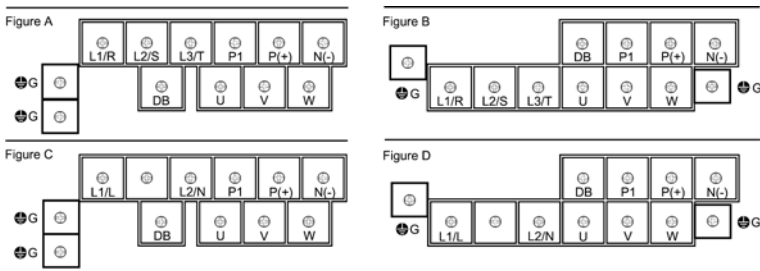 Figure A
L1/R L2/S L3/T P1 P(+) N(-)
G
DB U V W
G
Figure B
DB P1 P(+) N(-)
G L1/R L2/S L3/T U V W G
Figure C
L1/L L2/N P1 P(+) N(-)
G
DB U V W
G
Figure D
DB P1 P(+) N(-)
G L1/L L2/N U V W G